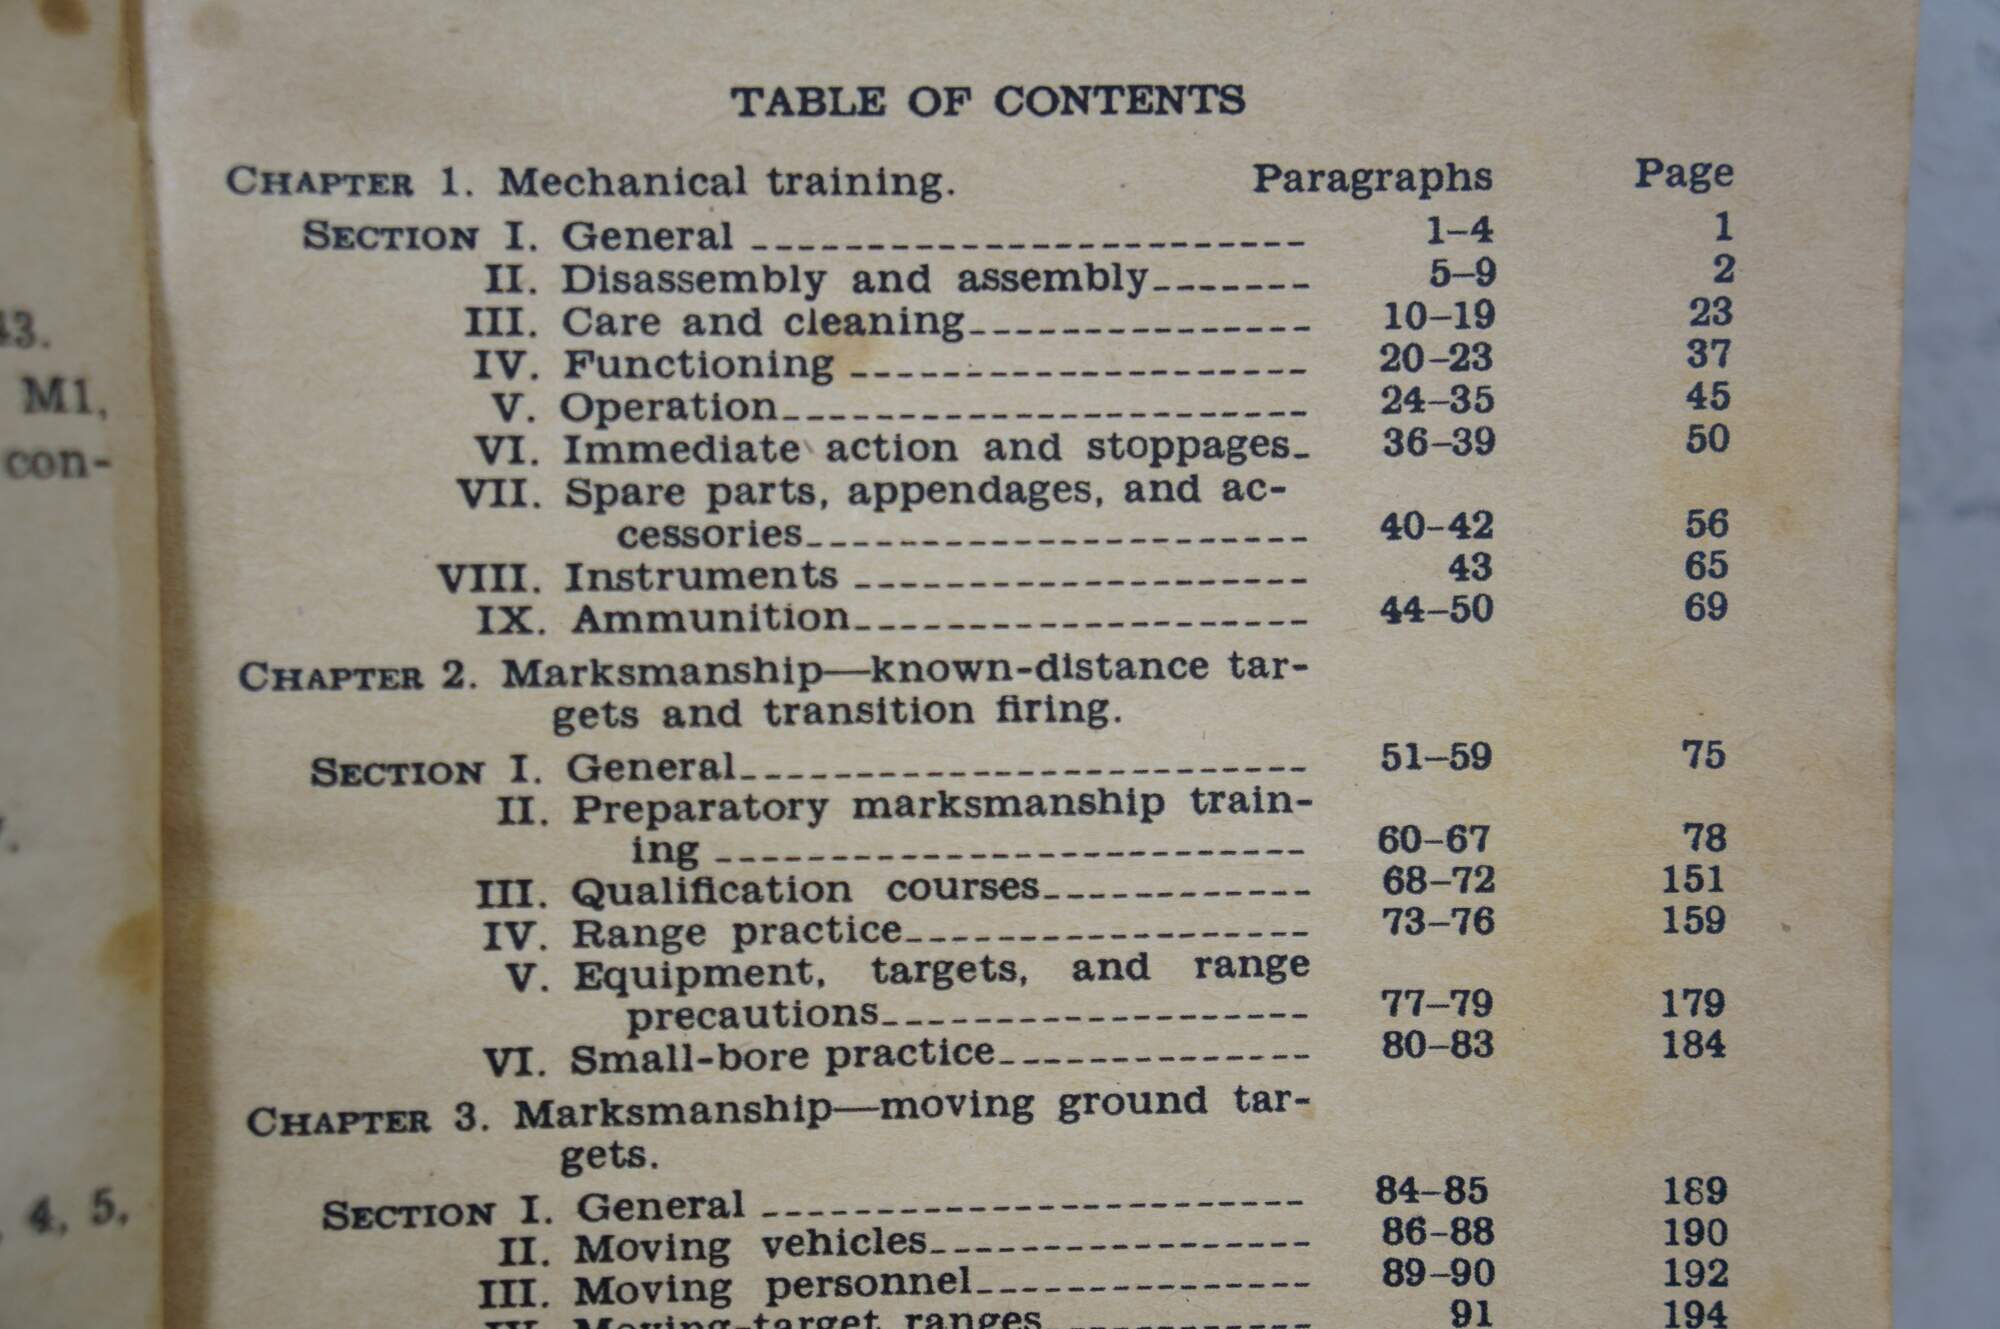 43.
M1,
con-
4, 5,
TABLE OF CONTENTS
CHAPTER 1. Mechanical training. Paragraphs Page
SECTION I. General 1–4 1
II. Disassembly and assembly 5–9 2
III. Care and cleaning 10–19 23
IV. Functioning 20–23 37
V. Operation 24–35 45
VI. Immediate action and stoppages 36–39 50
VII. Spare parts, appendages, and ac-
cessories 40–42 56
VIII. Instruments 43 65
IX. Ammunition 44–50 69
CHAPTER 2. Marksmanship—known-distance tar-
gets and transition firing.
SECTION I. General 51–59 75
II. Preparatory marksmanship train-
ing 60–67 78
III. Qualification courses 68–72 151
IV. Range practice 73–76 159
V. Equipment, targets, and range
precautions 77–79 179
VI. Small-bore practice 80–83 184
CHAPTER 3. Marksmanship—moving ground tar-
gets.
SECTION I. General 84–85 189
II. Moving vehicles 86–88 190
III. Moving personnel 89–90 192
IV. Moving-target ranges 91 194